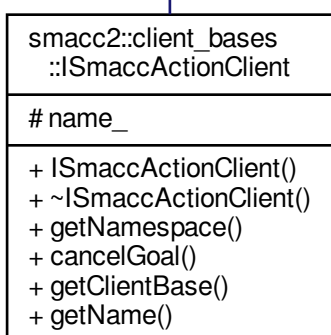 smacc2::client_bases
::ISmaccActionClient
# name_
+ ISmaccActionClient()
+ ~ISmaccActionClient()
+ getNamespace()
+ cancelGoal()
+ getClientBase()
+ getName()